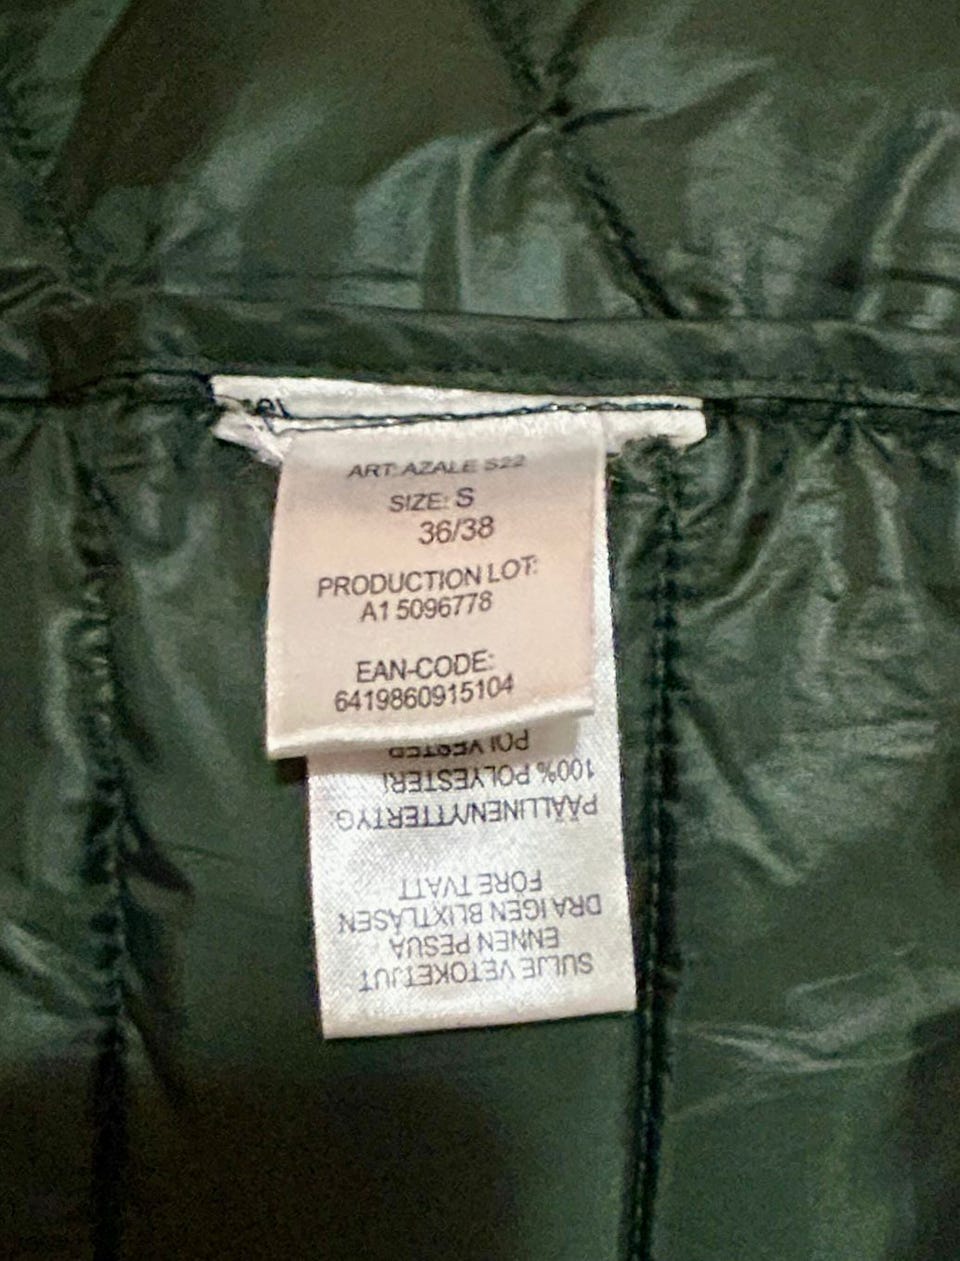 ART. AZALE S22
SIZE: S
36/38
PRODUCTION LOT:
A1 5096778
EAN-CODE:
6419860915104
SULJE VETOKETJUT
ENNEN PESUA /
DRA IGEN BLIXTLÅSEN
FÖRE TVÄTT
PÄÄLLINEN/YTTERTYG
100% POLYESTERI
POLYESTER